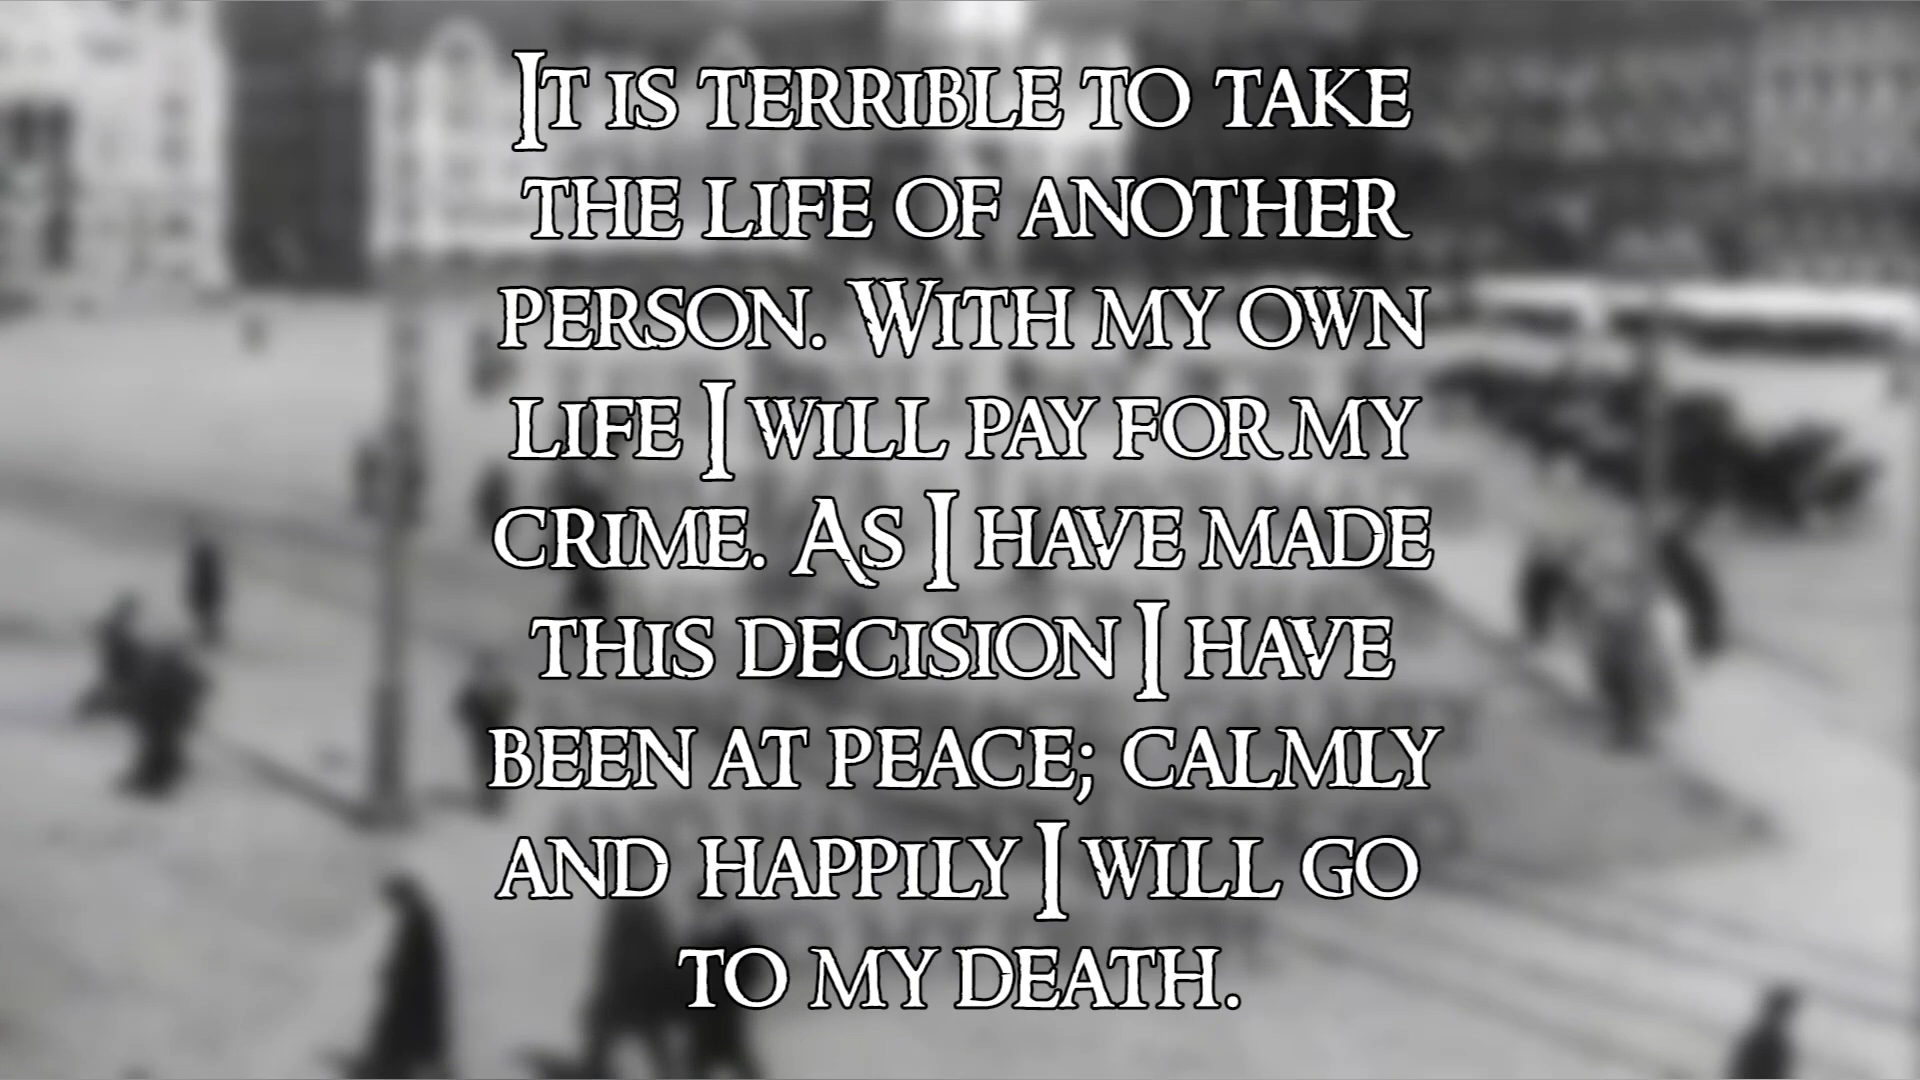 It is terrible to take
the life of another
person. With my own
life I will pay for my
crime. As I have made
this decision I have
been at peace; calmly
and happily I will go
to my death.